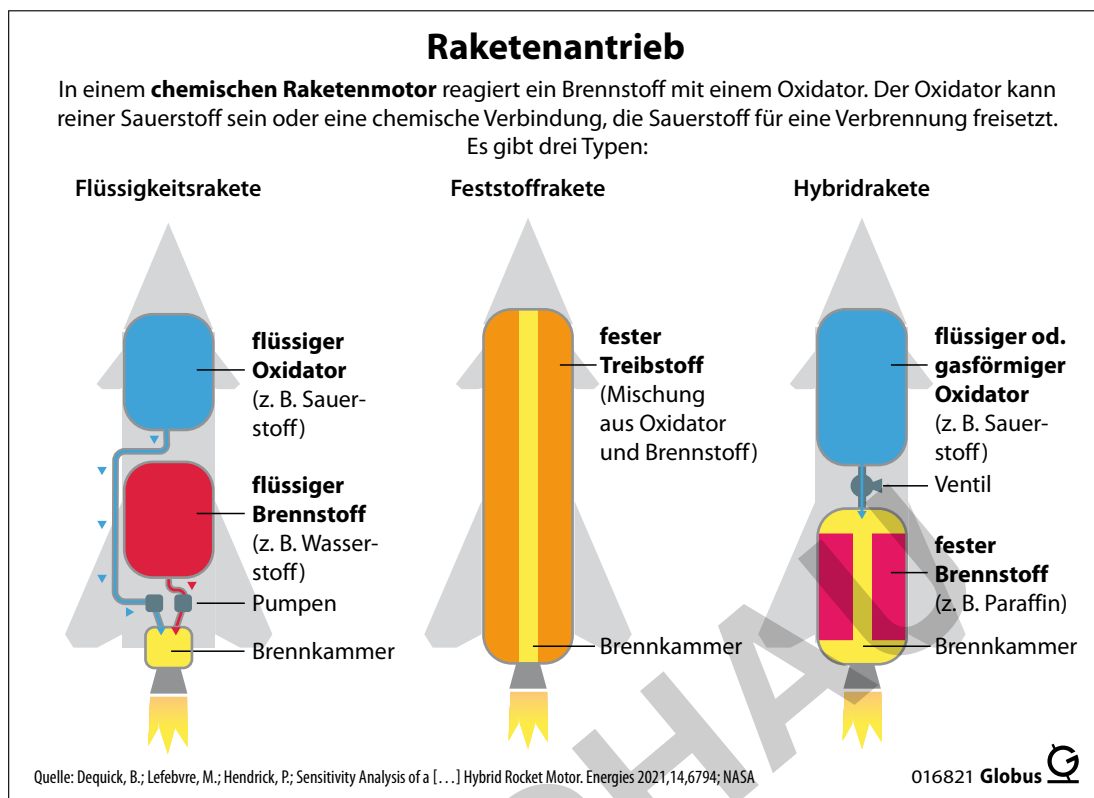 Raketenantrieb
In einem chemischen Raketenmotor reagiert ein Brennstoff mit einem Oxidator. Der Oxidator kann
reiner Sauerstoff sein oder eine chemische Verbindung, die Sauerstoff für eine Verbrennung freisetzt.
Es gibt drei Typen:
Flüssigkeitsrakete
flüssiger
Oxidator
(z. B. Sauer-
stoff)
flüssiger
Brennstoff
(z. B. Wasser-
stoff)
Pumpen
Brennkammer
Feststoffrakete
fester
Treibstoff
(Mischung
aus Oxidator
und Brennstoff)
Brennkammer
Hybridrakete
flüssiger od.
gasförmiger
Oxidator
(z. B. Sauer-
stoff)
Ventil
fester
Brennstoff
(z. B. Paraffin)
Brennkammer
Quelle: Dequick, B.; Lefebvre, M.; Hendrick, P.; Sensitivity Analysis of a [...] Hybrid Rocket Motor. Energies 2021,14,6794; NASA
016821 Globus